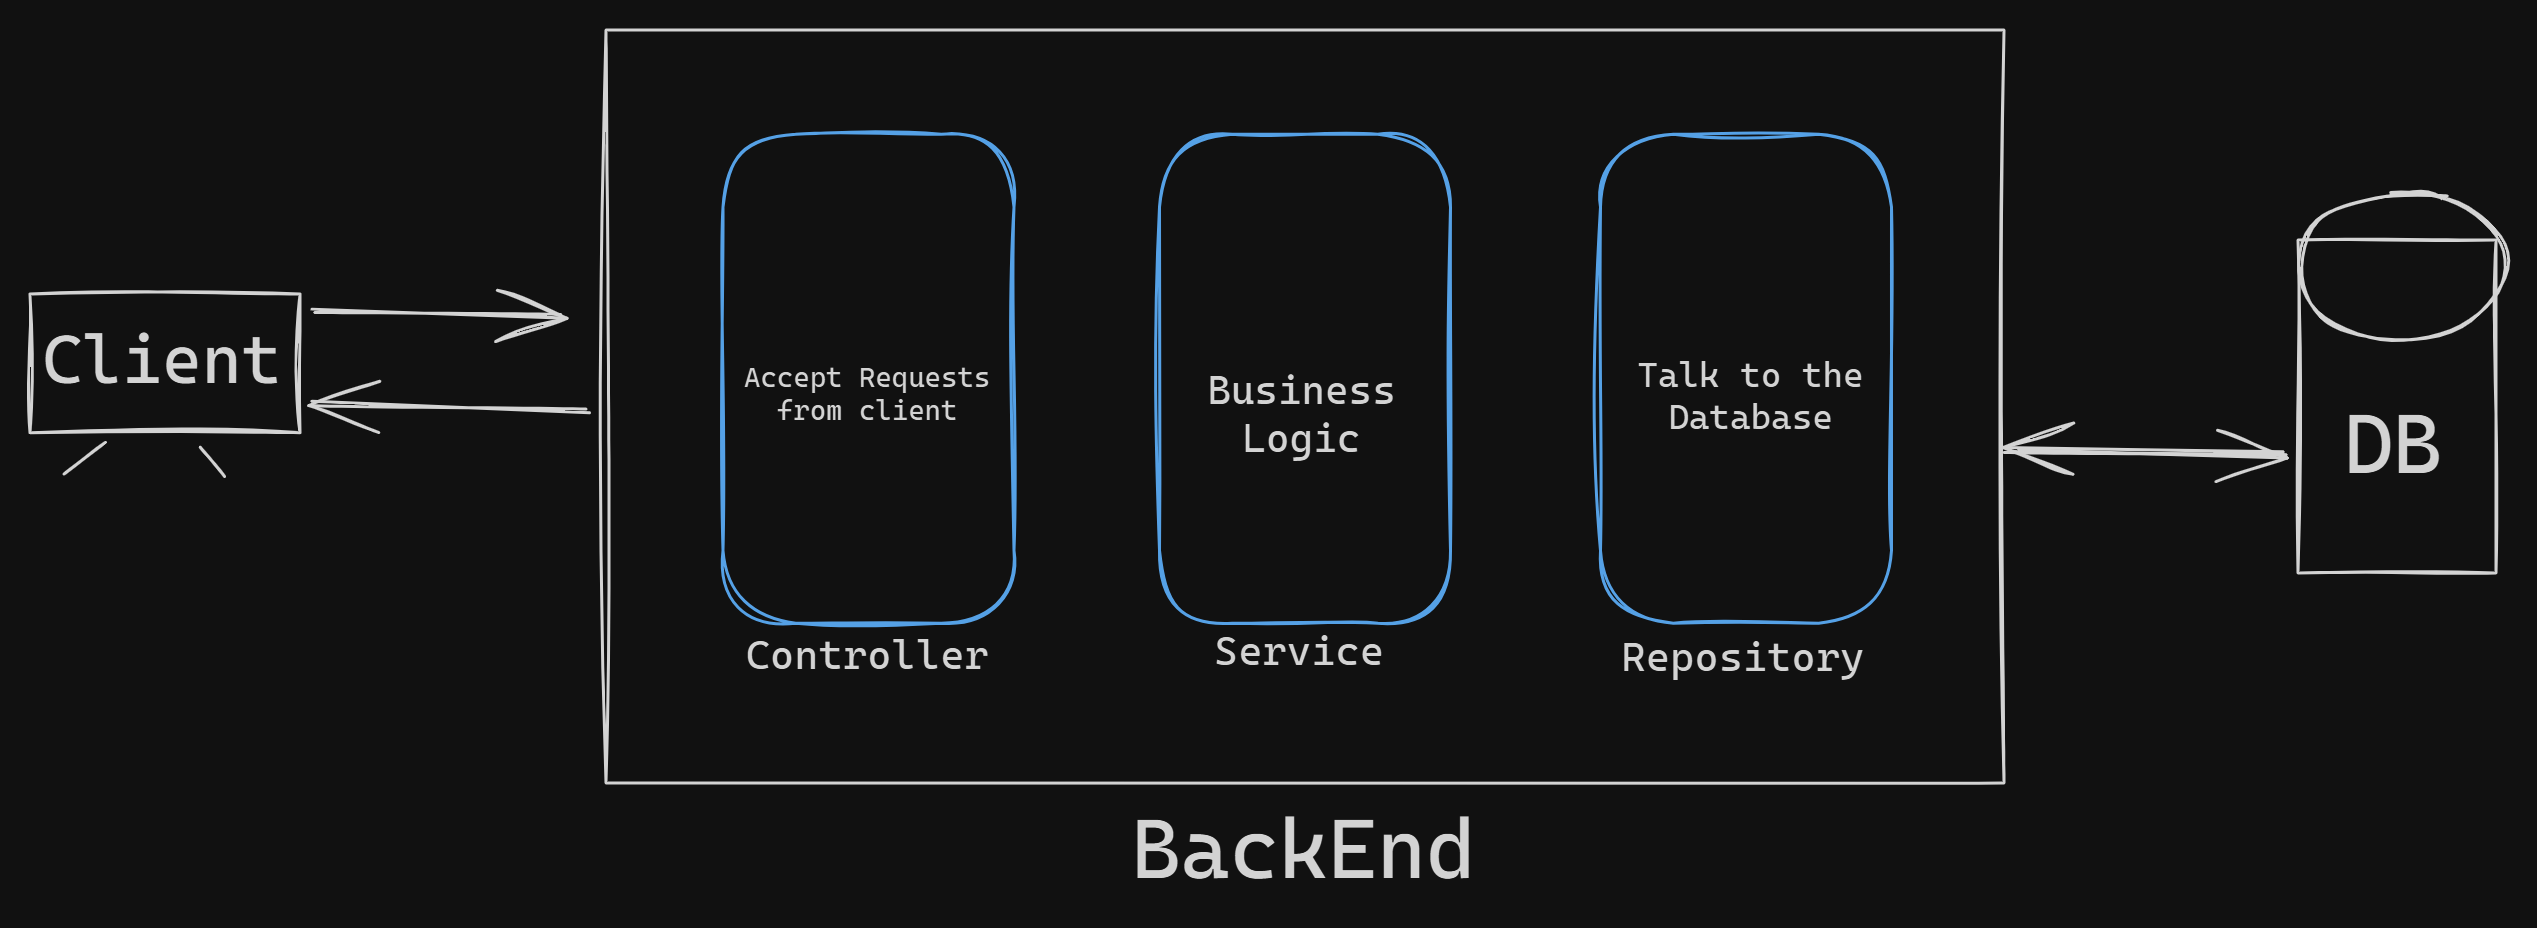 Client
Accept Requests
from client
Controller
Business
Logic
Service
Talk to the
Database
Repository
DB
BackEnd